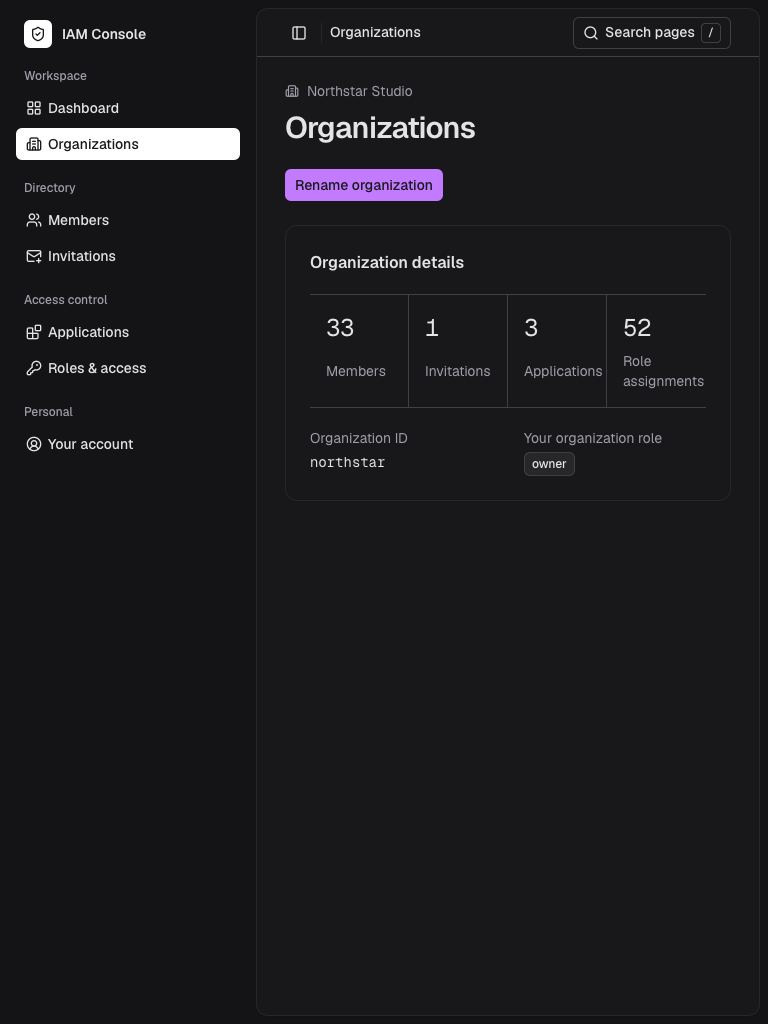 IAM Console
Workspace
Dashboard
Organizations
Directory
Members
Invitations
Access control
Applications
Roles & access
Personal
Your account
Organizations
Search pages /
Northstar Studio
Organizations
Rename organization
Organization details
33
Members
1
Invitations
3
Applications
52
Role
assignments
Organization ID
northstar
Your organization role
owner